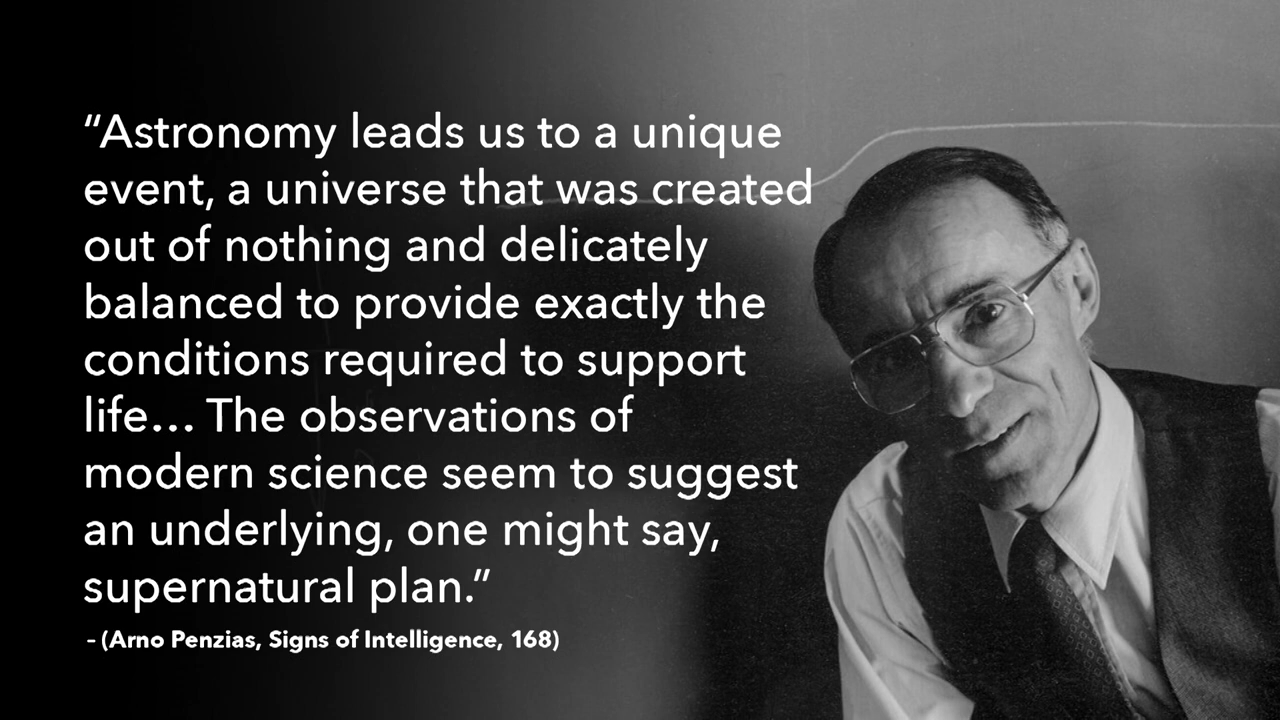 “Astronomy leads us to a unique
event, a universe that was created
out of nothing and delicately
balanced to provide exactly the
conditions required to support
life… The observations of
modern science seem to suggest
an underlying, one might say,
supernatural plan.”
– (Arno Penzias, Signs of Intelligence, 168)